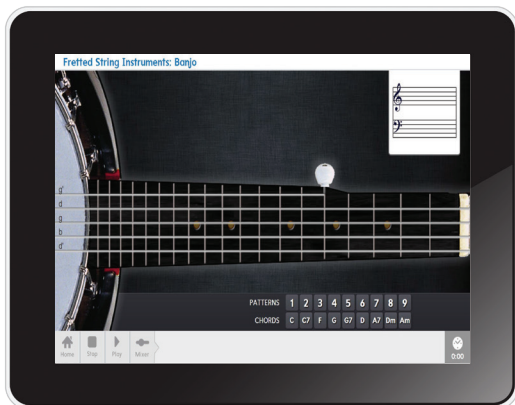 Fretted String Instruments: Banjo
g'
d
g
b
d'
PATTERNS 1 2 3 4 5 6 7 8 9
CHORDS C C7 F G G7 D A7 Dm Am
Home Stop Play Mixer 0:00